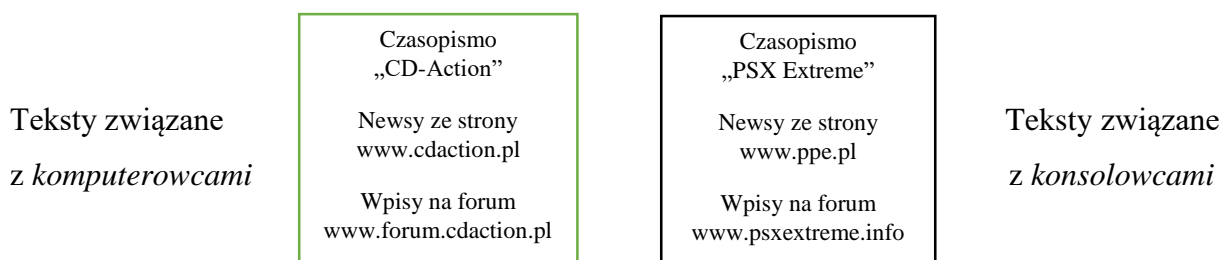 Teksty związane
z komputerowcami
Czasopismo
„CD-Action”
Newsy ze strony
www.cdaction.pl
Wpisy na forum
www.forum.cdaction.pl
Czasopismo
„PSX Extreme”
Newsy ze strony
www.ppe.pl
Wpisy na forum
www.psxextreme.info
Teksty związane
z konsolowcami